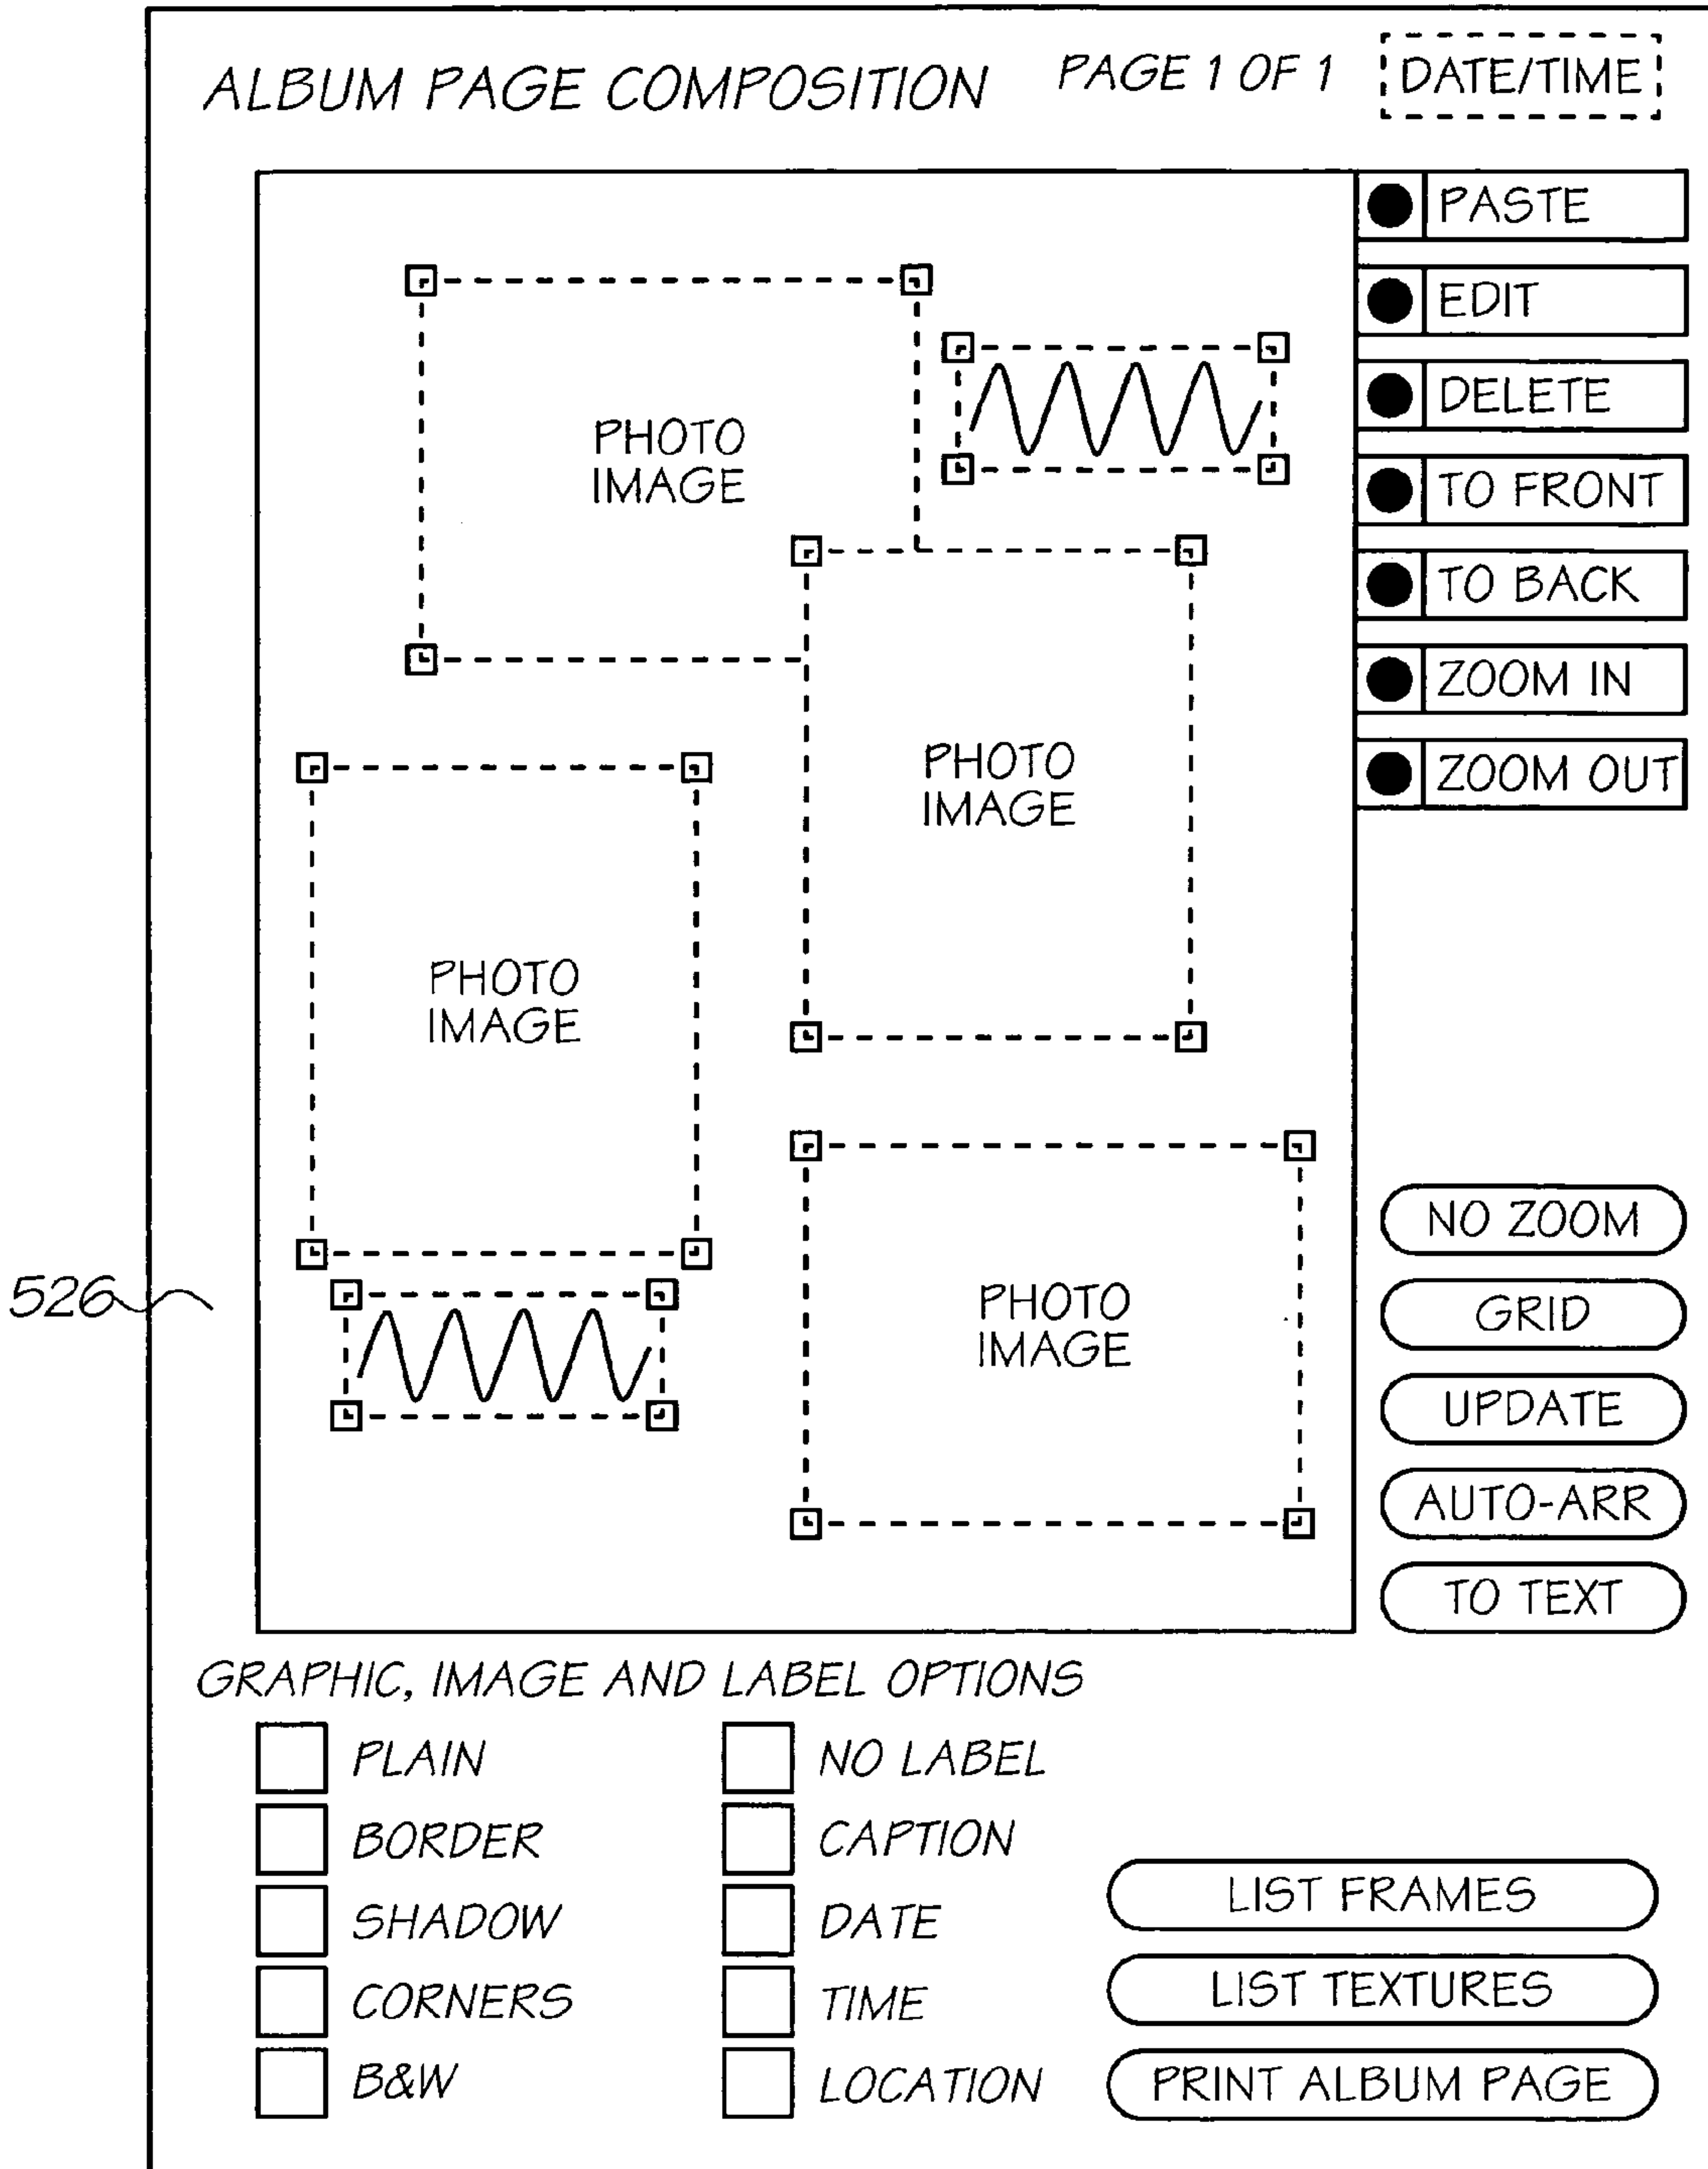 ALBUM PAGE COMPOSITION PAGE 1 OF 1 DATE/TIME
PASTE
EDIT
DELETE
TO FRONT
TO BACK
ZOOM IN
ZOOM OUT
PHOTO
IMAGE
PHOTO
IMAGE
PHOTO
IMAGE
PHOTO
IMAGE
526
NO ZOOM
GRID
UPDATE
AUTO-ARR
TO TEXT
GRAPHIC, IMAGE AND LABEL OPTIONS
PLAIN
BORDER
SHADOW
CORNERS
B&W
NO LABEL
CAPTION
DATE
TIME
LOCATION
LIST FRAMES
LIST TEXTURES
PRINT ALBUM PAGE